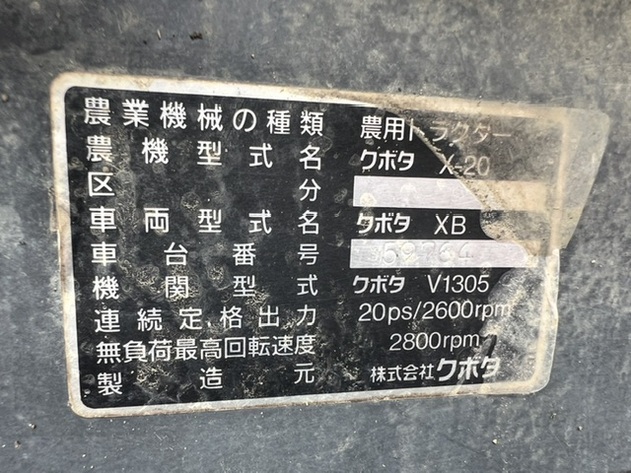 農業機械の種類 農用トラクター
農機型式名 クボタ X-20
区分
車両型式名 クボタ XB
車台番号 59764
機関型式 クボタ V1305
連続定格出力 20ps/2600rpm
無負荷最高回転速度 2800rpm
製造元 株式会社クボタ